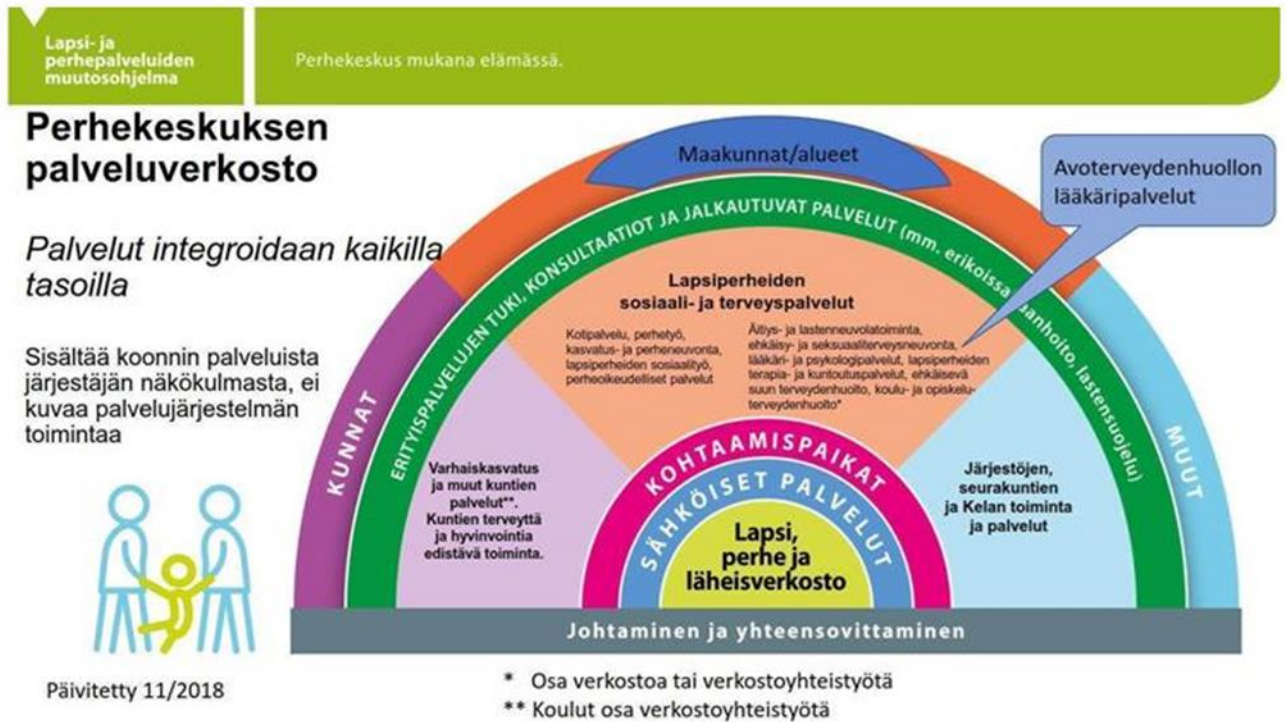 Lapsi- ja
perhepalveluiden
muutosohjelma
Perhekeskus mukana elämässä.
Perhekeskuksen
palveluverkosto
Palvelut integroidaan kaikilla
tasoilla
Sisältää koonnin palveluista
järjestäjän näkökulmasta, ei
kuvaa palvelujärjestelmän
toimintaa
Päivitetty 11/2018
Maakunnat/alueet
Avoterveydenhuollon
lääkäripalvelut
KUNNAT
MUUT
ERITYISPALVELUJEN TUKI, KONSULTAATIOT JA JALKAUTUVAT PALVELUT (mm. erikoissa aanhoito, lastensuojelu)
Lapsiperheiden
sosiaali- ja terveyspalvelut
Kotipalvelu, perhetyö,
kasvatus- ja perheneuvonta,
lapsiperheiden sosiaalityö,
perheoikeudelliset palvelut
Äitiys- ja lastenneuvolatoiminta,
ehkäisy- ja seksuaaliterveysneuvonta,
lääkäri- ja psykologipalvelut, lapsiperheiden
terapia- ja kuntoutuspalvelut, ehkäisevä
suun terveydenhuolto, koulu- ja opiskelu-
terveydenhuolto*
Varhaiskasvatus
ja muut kuntien
palvelut**.
Kuntien terveyttä
ja hyvinvointia
edistävä toiminta.
Järjestöjen,
seurakuntien
ja Kelan toiminta
ja palvelut
KOHTAAMISPAIKAT
SÄHKÖISET PALVELUT
Lapsi,
perhe ja
läheisverkosto
Johtaminen ja yhteensovittaminen
* Osa verkostoa tai verkostoyhteistyötä
** Koulut osa verkostoyhteistyötä